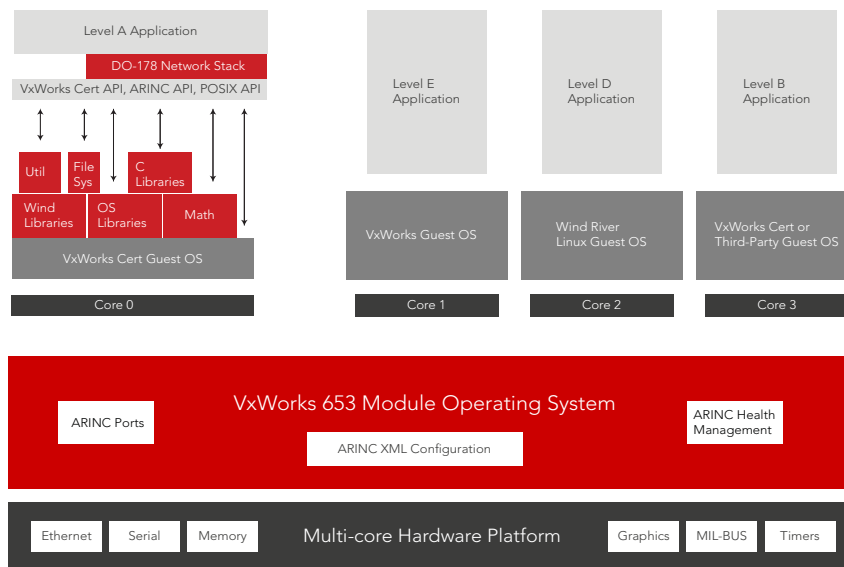 Level A Application
DO-178 Network Stack
VxWorks Cert API, ARINC API, POSIX API
Util
File
Sys
C
Libraries
Wind
Libraries
OS
Libraries
Math
VxWorks Cert Guest OS
Core 0
Level E
Application
VxWorks Guest OS
Core 1
Level D
Application
Wind River
Linux Guest OS
Core 2
Level B
Application
VxWorks Cert or
Third-Party Guest OS
Core 3
VxWorks 653 Module Operating System
ARINC Ports
ARINC XML Configuration
ARINC Health
Management
Ethernet
Serial
Memory
Multi-core Hardware Platform
Graphics
MIL-BUS
Timers